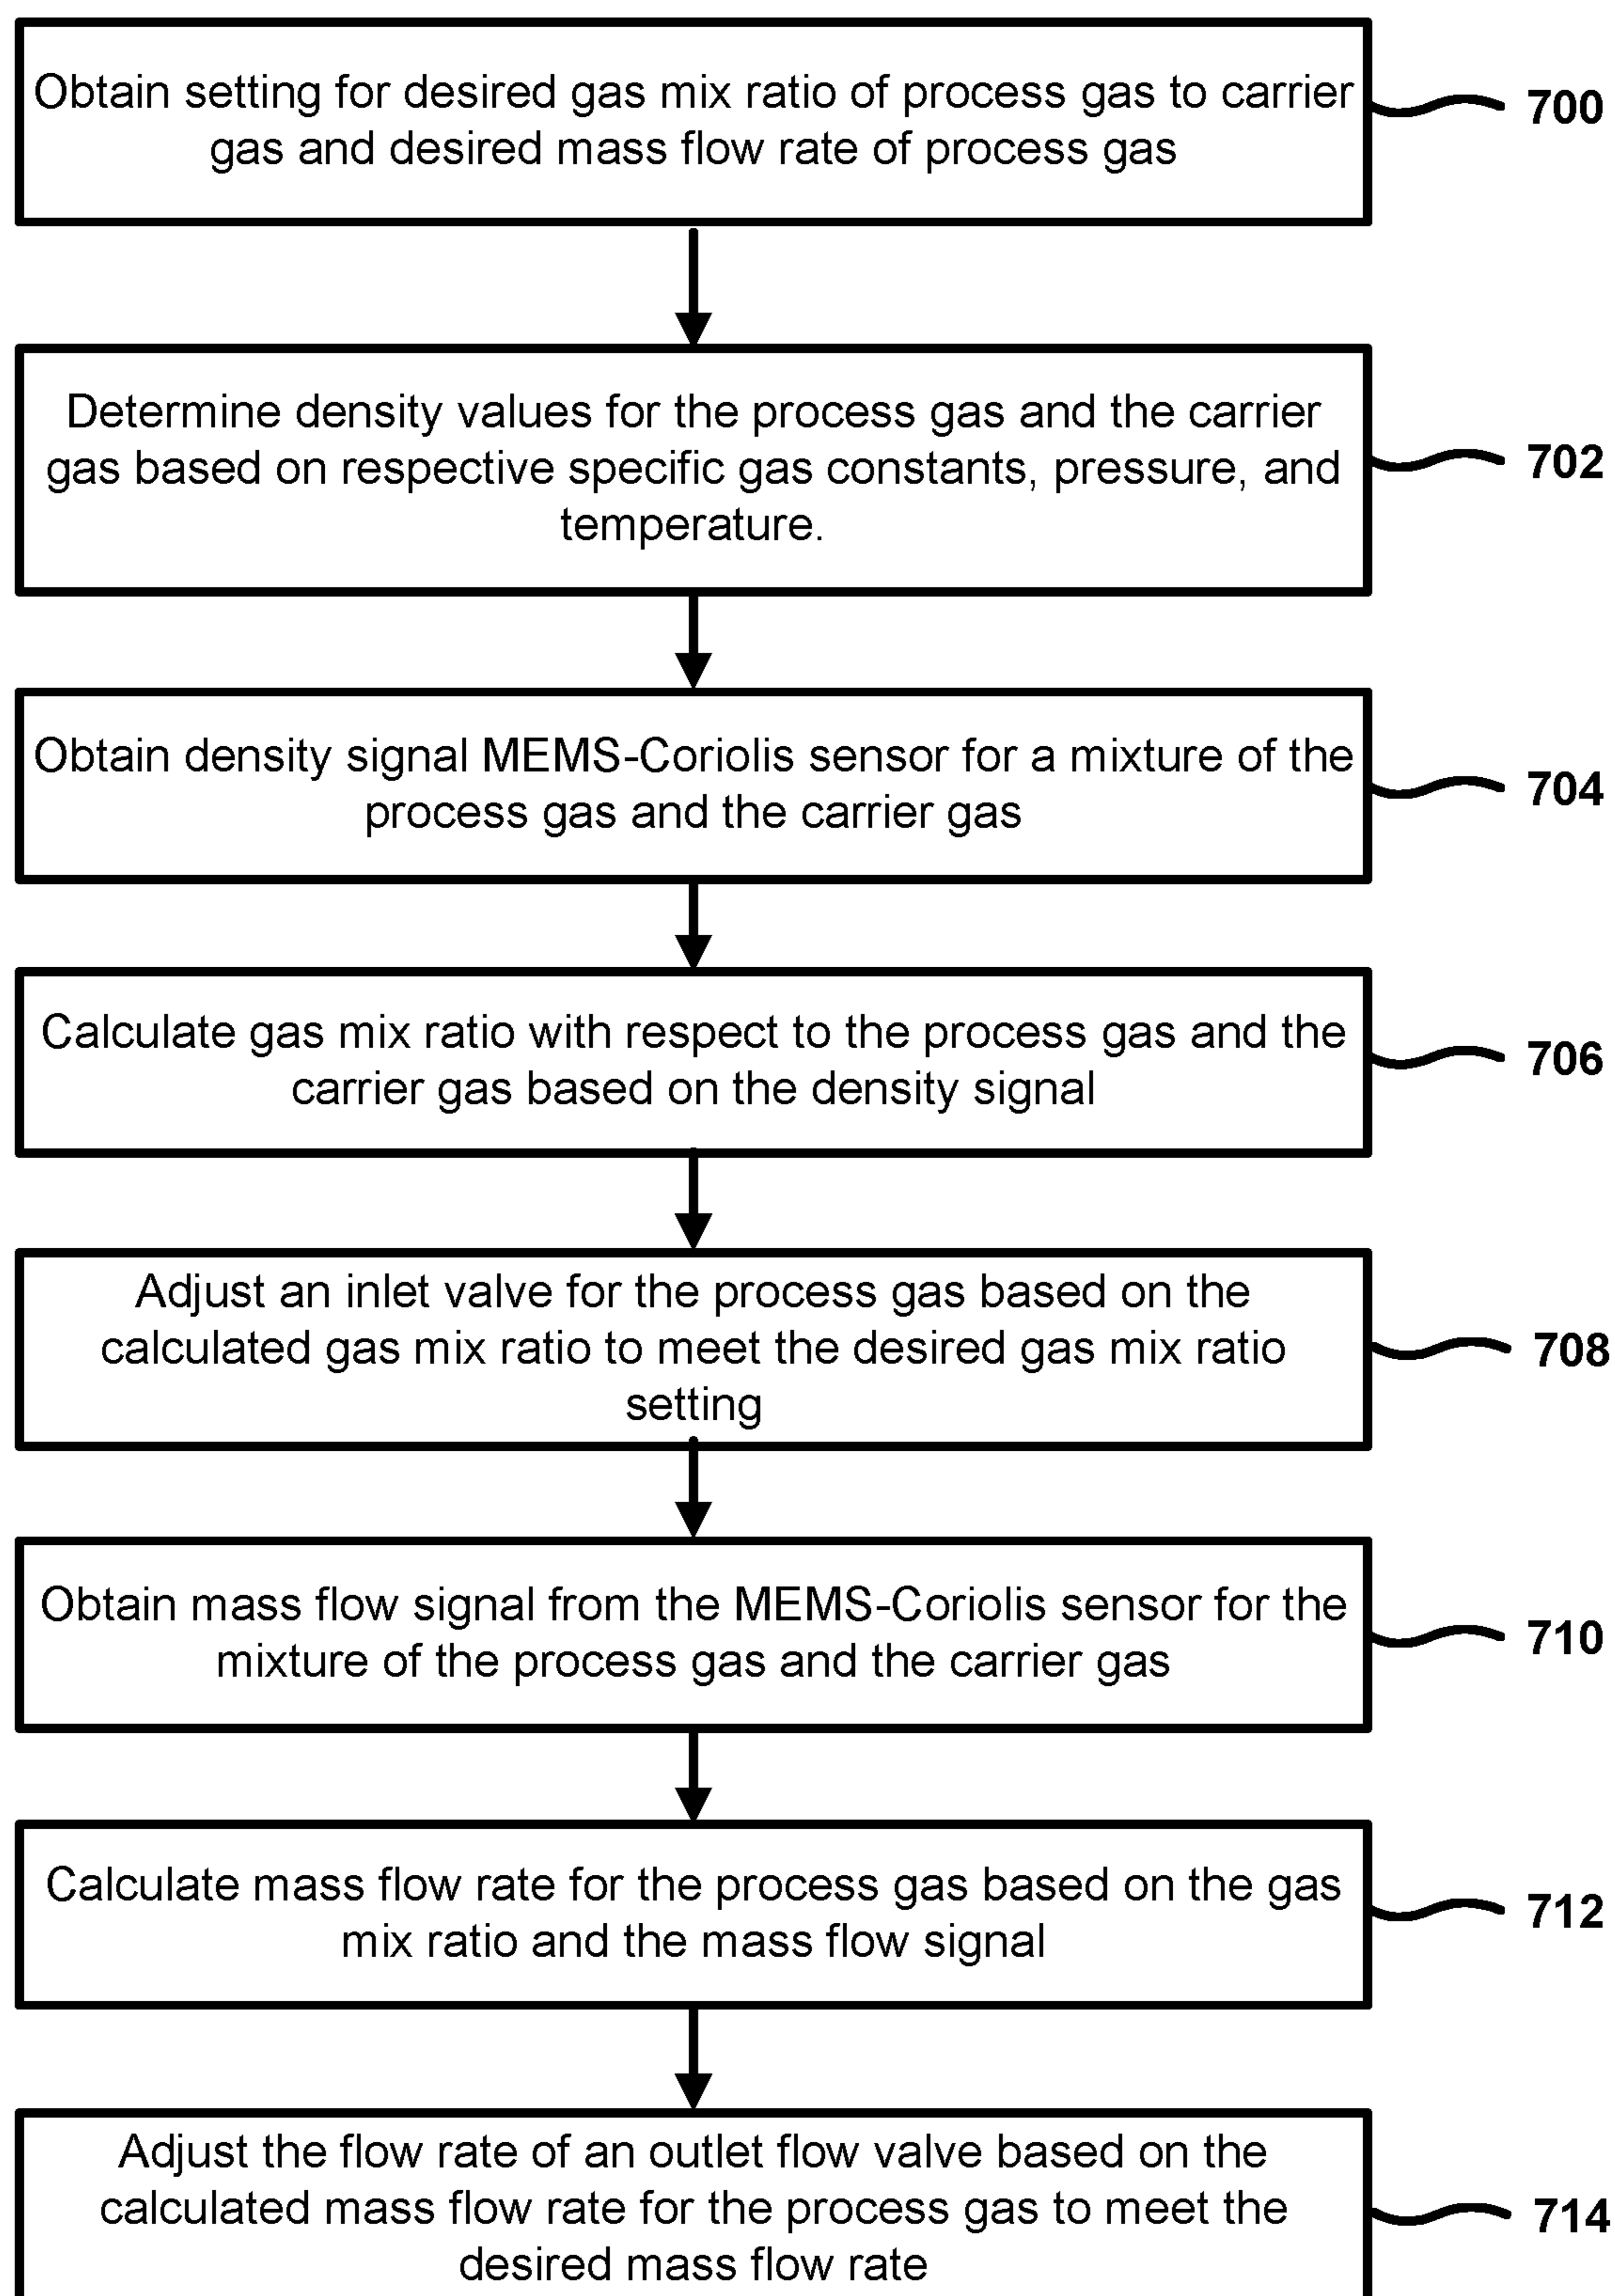 Obtain setting for desired gas mix ratio of process gas to carrier
gas and desired mass flow rate of process gas
700
Determine density values for the process gas and the carrier
gas based on respective specific gas constants, pressure, and
temperature.
702
Obtain density signal MEMS-Coriolis sensor for a mixture of the
process gas and the carrier gas
704
Calculate gas mix ratio with respect to the process gas and the
carrier gas based on the density signal
706
Adjust an inlet valve for the process gas based on the
calculated gas mix ratio to meet the desired gas mix ratio
setting
708
Obtain mass flow signal from the MEMS-Coriolis sensor for the
mixture of the process gas and the carrier gas
710
Calculate mass flow rate for the process gas based on the gas
mix ratio and the mass flow signal
712
Adjust the flow rate of an outlet flow valve based on the
calculated mass flow rate for the process gas to meet the
desired mass flow rate
714